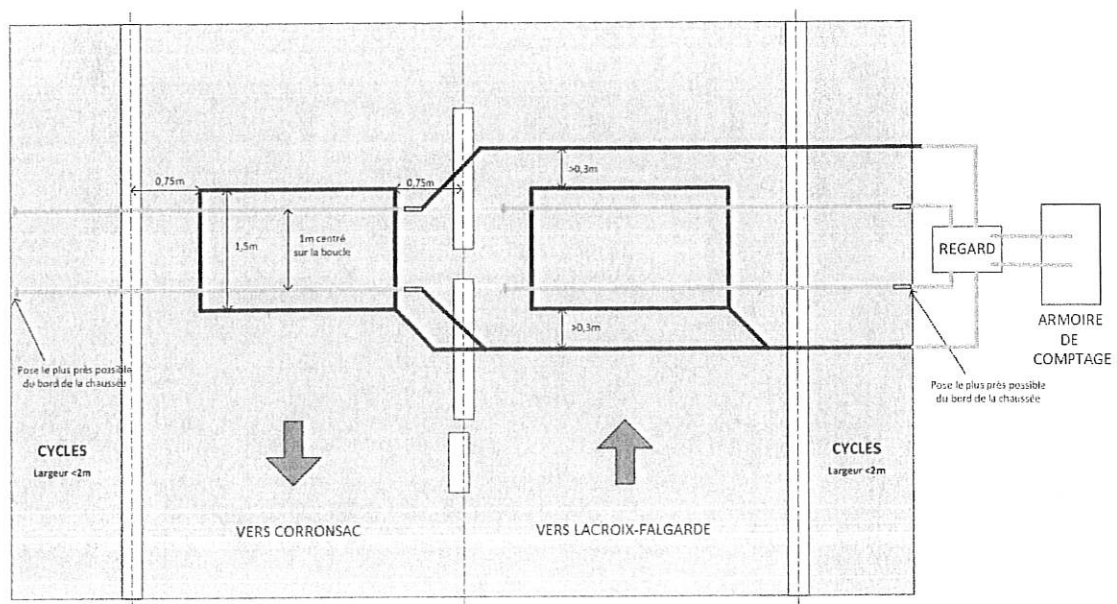 >0,3m
0,75m
0,75m
1,5m
1m centré
sur la boucle
REGARD
>0,3m
ARMOIRE
DE
COMPTAGE
Posé le plus près possible
du bord de la chaussée
Posé le plus près possible
du bord de la chaussée
CYCLES
Largeur <2m
CYCLES
Largeur <2m
VERS CORRONSAC
VERS LACROIX-FALGARDE